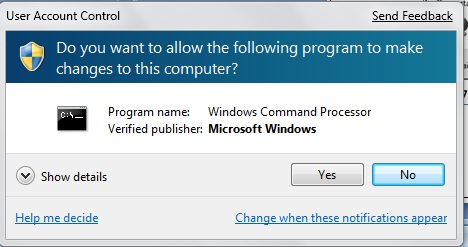 User Account Control
Send Feedback
Do you want to allow the following program to make
changes to this computer?
C:\_
Program name: Windows Command Processor
Verified publisher: Microsoft Windows
Show details
Yes
No
Help me decide
Change when these notifications appear